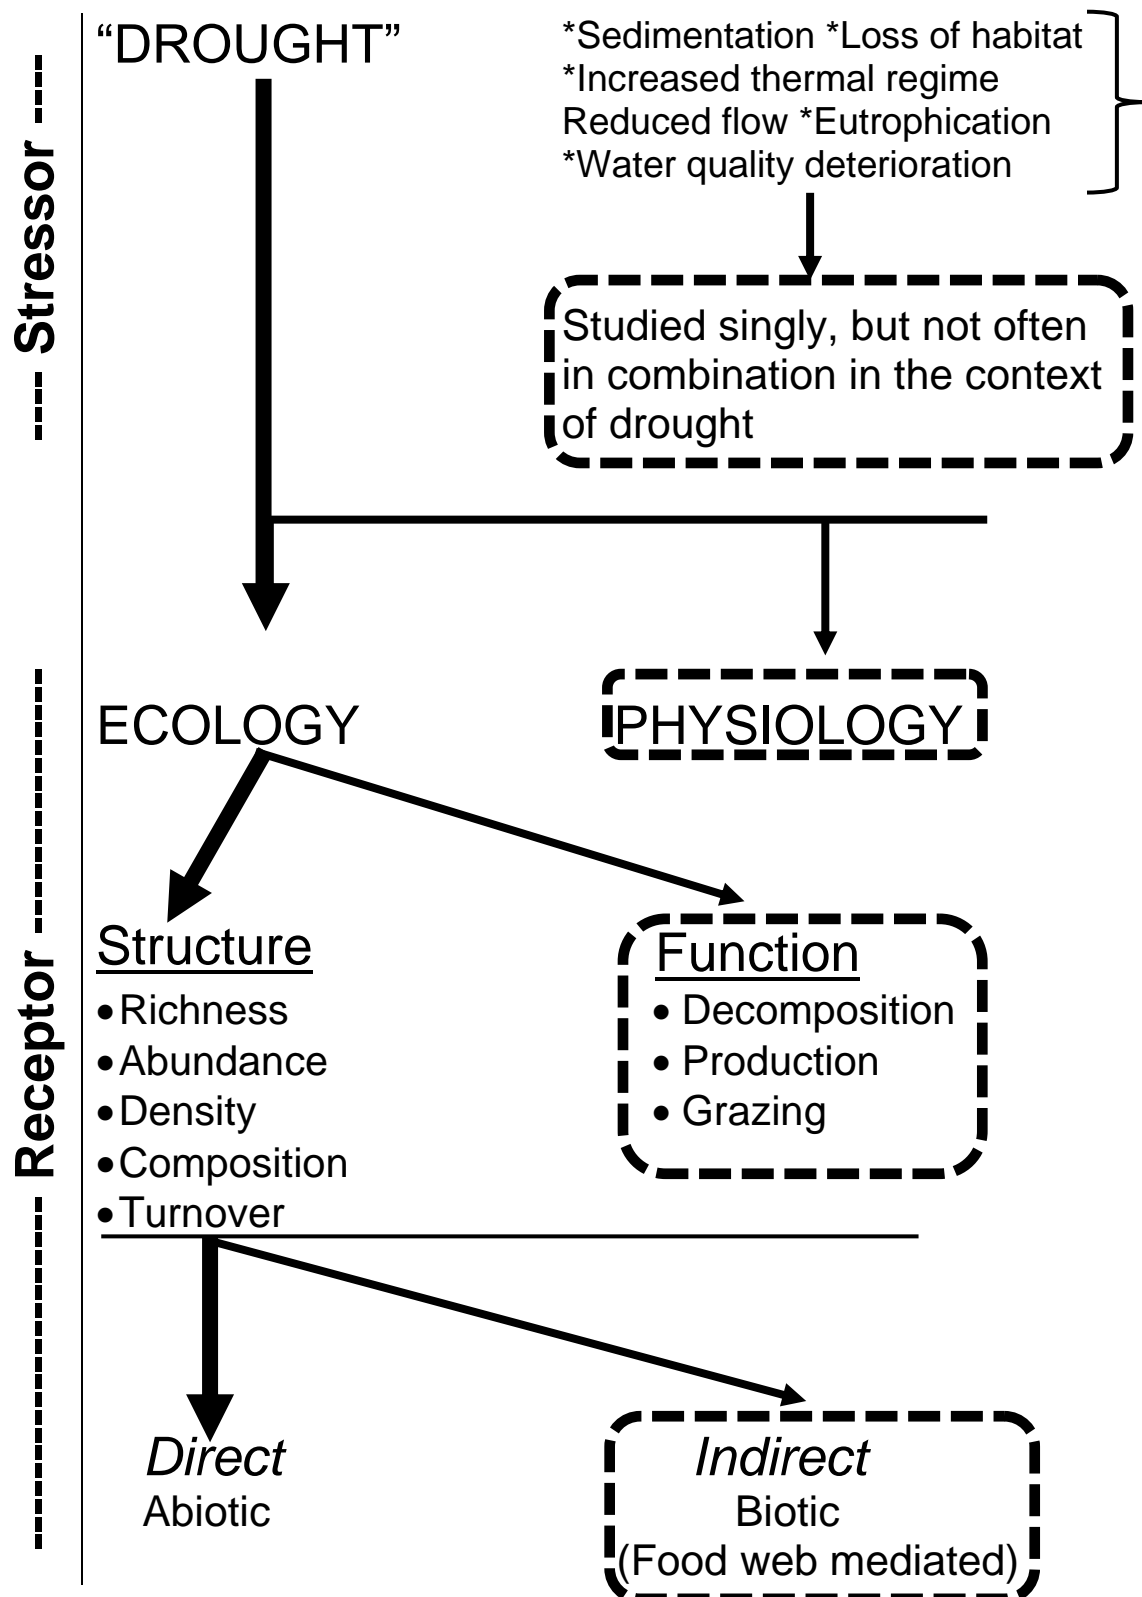 Stressor
“DROUGHT”
*Sedimentation *Loss of habitat
*Increased thermal regime
Reduced flow *Eutrophication
*Water quality deterioration
Studied singly, but not often
in combination in the context
of drought
Receptor
ECOLOGY
PHYSIOLOGY
Structure
•Richness
•Abundance
•Density
•Composition
•Turnover
Function
• Decomposition
• Production
• Grazing
Direct
Abiotic
Indirect
Biotic
(Food web mediated)